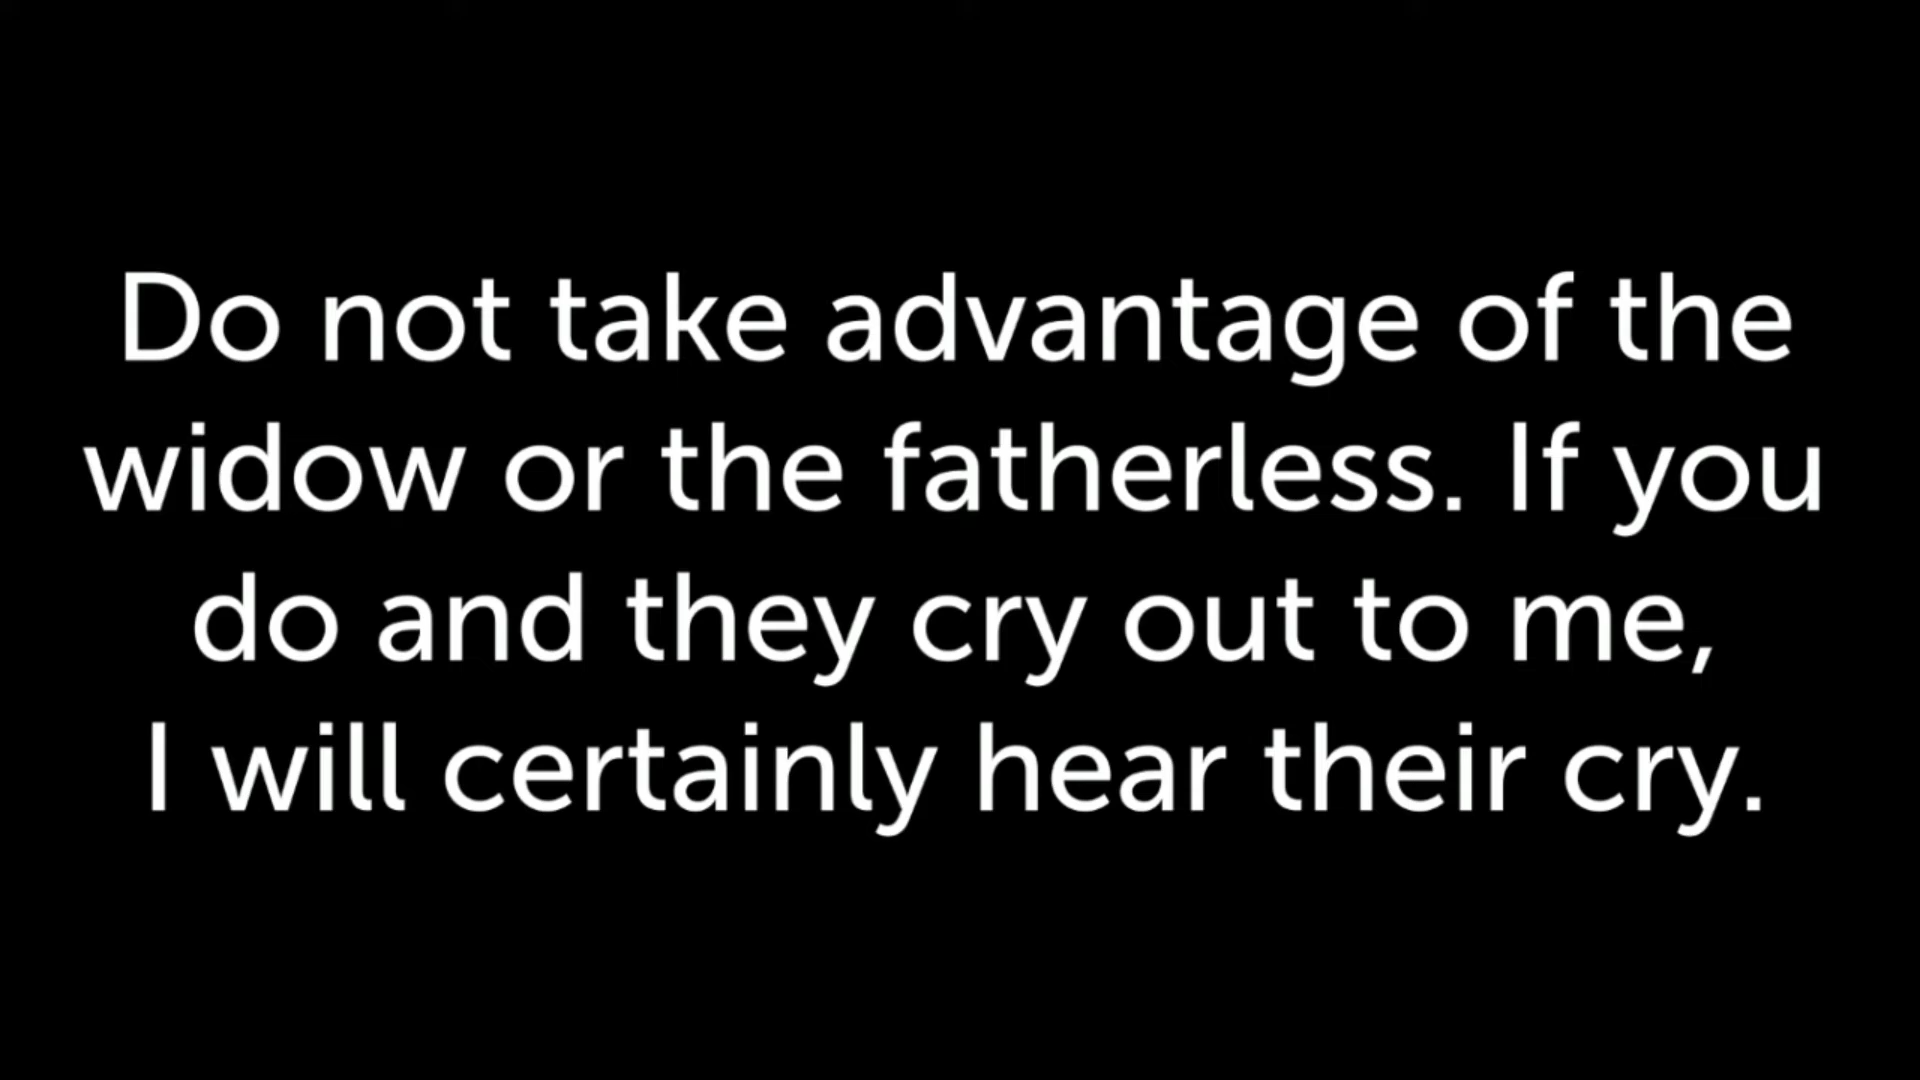 Do not take advantage of the
widow or the fatherless. If you
do and they cry out to me,
I will certainly hear their cry.